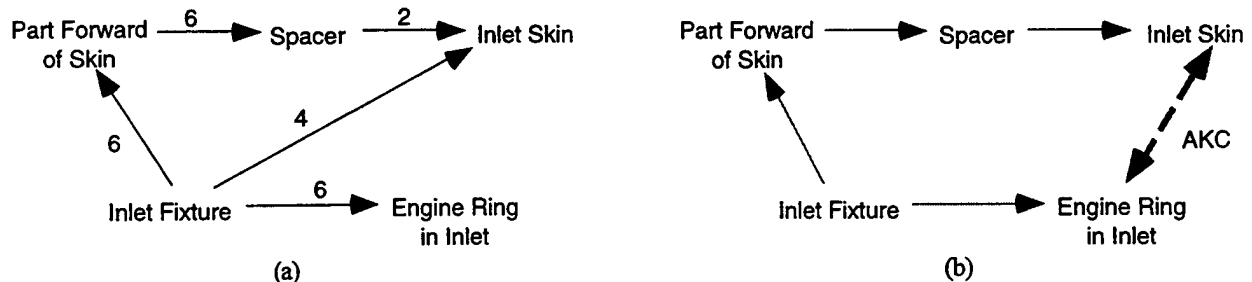 Part Forward
of Skin
6
Spacer
2
Inlet Skin
4
6
Inlet Fixture
6
Engine Ring
in Inlet
(a)
Part Forward
of Skin
Spacer
Inlet Skin
AKC
Inlet Fixture
Engine Ring
in Inlet
(b)